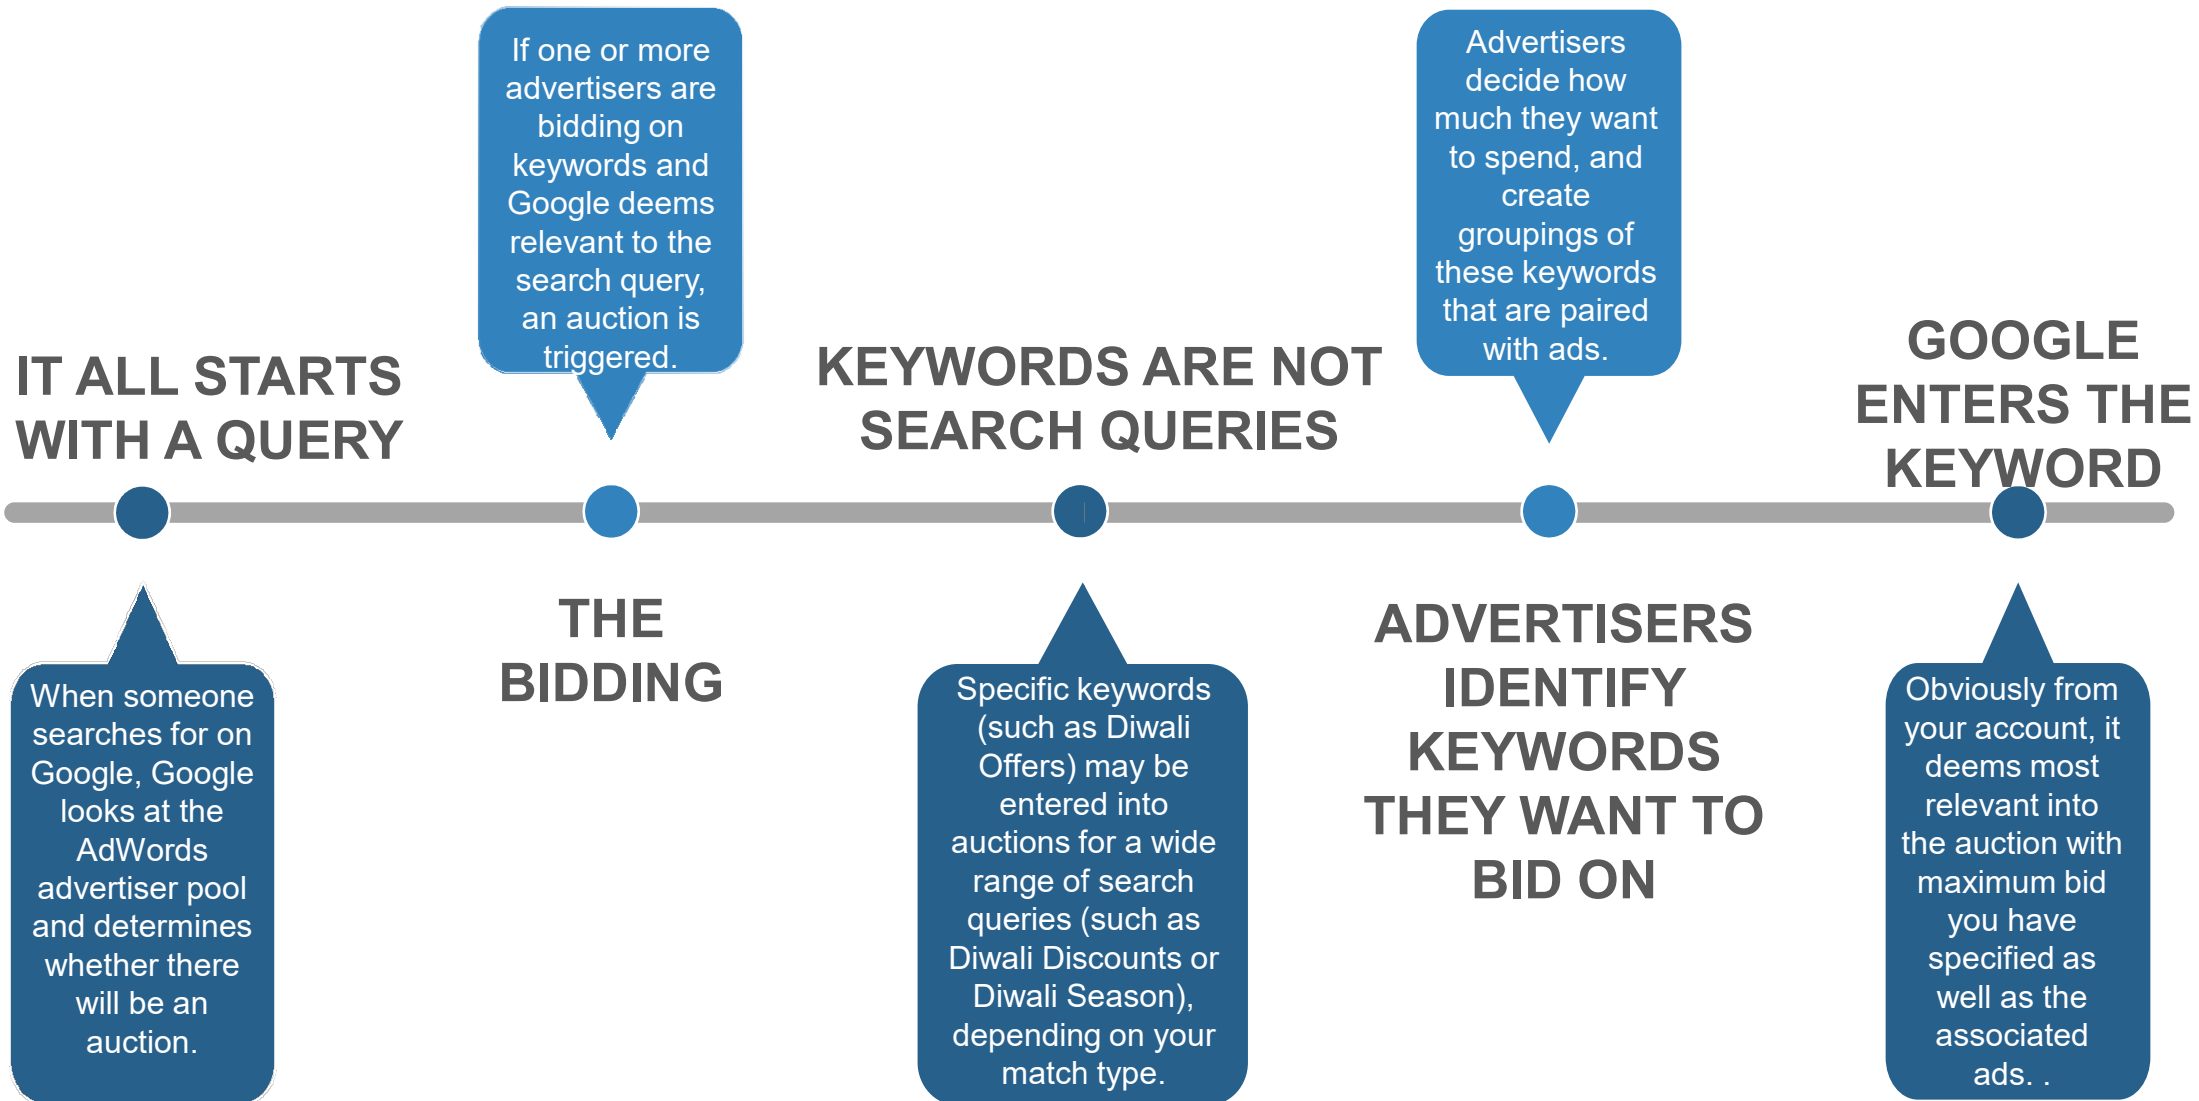 IT ALL STARTS
WITH A QUERY
When someone
searches for on
Google, Google
looks at the
AdWords
advertiser pool
and determines
whether there
will be an
auction.
If one or more
advertisers are
bidding on
keywords and
Google deems
relevant to the
search query,
an auction is
triggered.
THE
BIDDING
KEYWORDS ARE NOT
SEARCH QUERIES
Specific keywords
(such as Diwali
Offers) may be
entered into
auctions for a wide
range of search
queries (such as
Diwali Discounts or
Diwali Season),
depending on your
match type.
Advertisers
decide how
much they want
to spend, and
create
groupings of
these keywords
that are paired
with ads.
ADVERTISERS
IDENTIFY
KEYWORDS
THEY WANT TO
BID ON
GOOGLE
ENTERS THE
KEYWORD
Obviously from
your account, it
deems most
relevant into
the auction with
maximum bid
you have
specified as
well as the
associated
ads. .